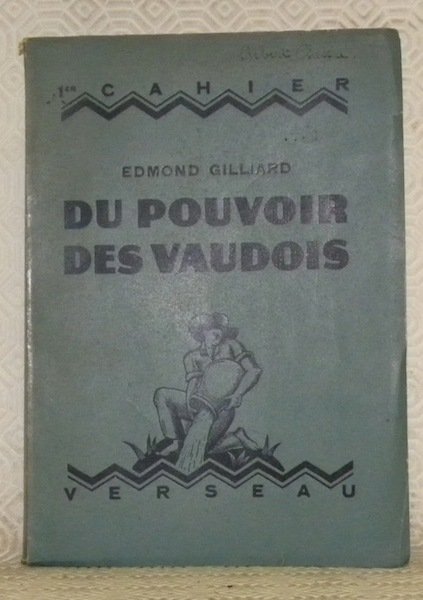 1er CAHIER
EDMOND GILLIARD
DU POUVOIR
DES VAUDOIS
VERSEAU